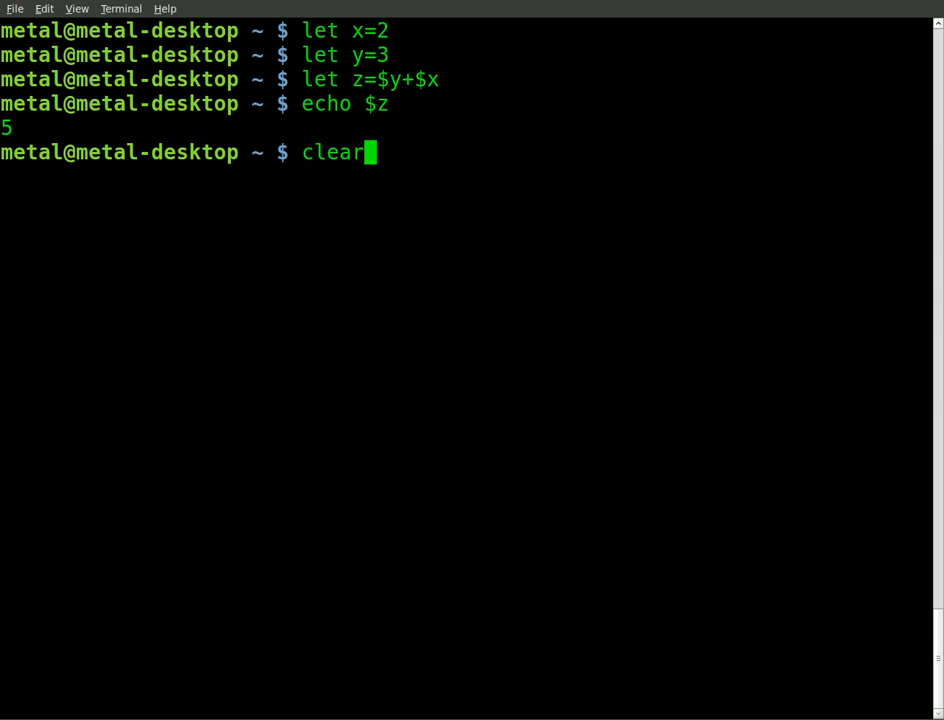 File Edit View Terminal Help
metal@metal-desktop ~ $ let x=2
metal@metal-desktop ~ $ let y=3
metal@metal-desktop ~ $ let z=$y+$x
metal@metal-desktop ~ $ echo $z
5
metal@metal-desktop ~ $ clear